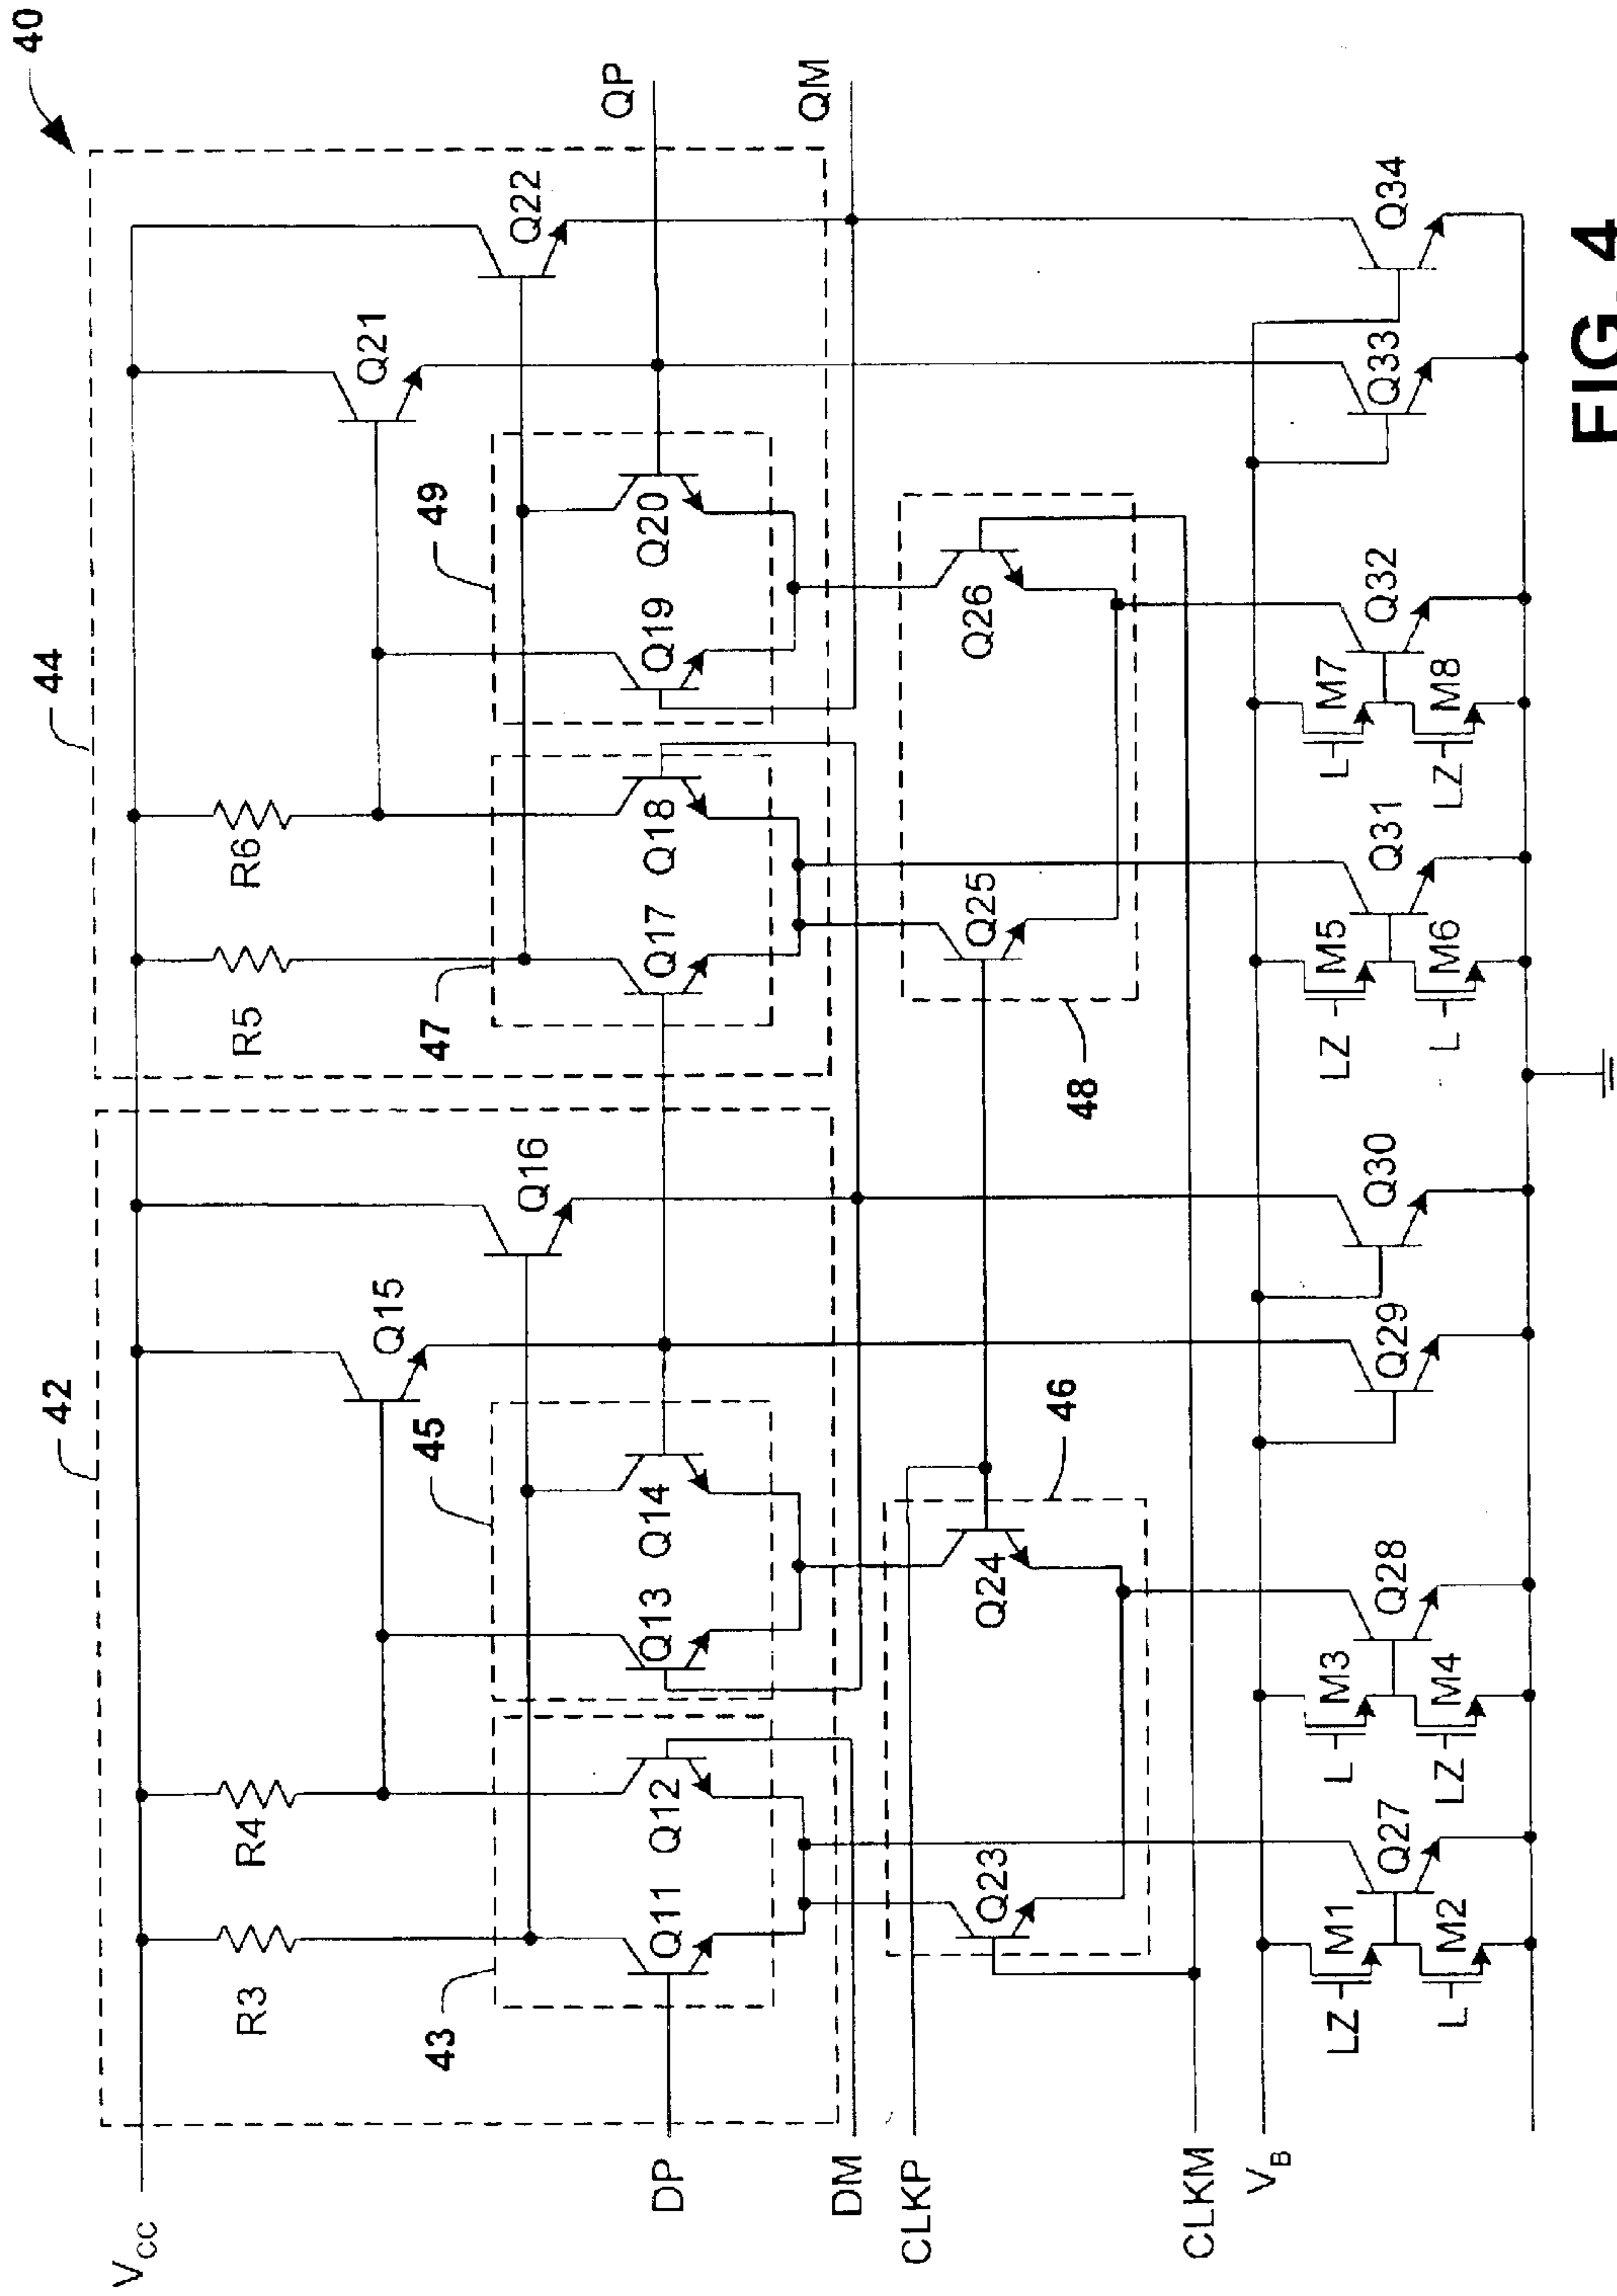 40
42
44
V_CC
R3
R4
Q15
Q16
R5
R6
Q21
Q22
43
45
47
49
DP
Q11
Q12
Q13
Q14
Q17
Q18
Q19
Q20
QP
DM
QM
CLKP
Q23
Q24
46
Q25
Q26
48
CLKM
V_B
LZ
M1
L
M2
Q27
L
M3
LZ
M4
Q28
Q29
Q30
LZ
M5
L
M6
Q31
L
M7
LZ
M8
Q32
Q33
Q34
FIG. 4